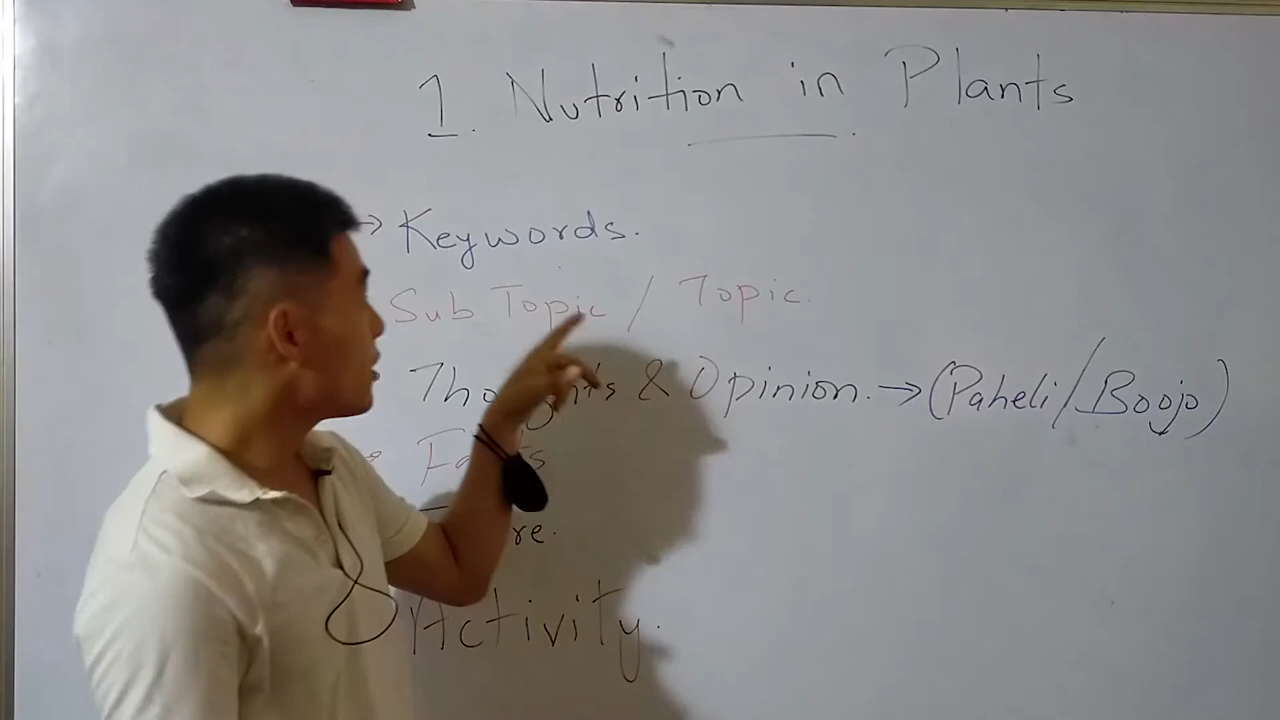 1. Nutrition in Plants
→ Keywords.
Sub Topic / Topic.
& Opinion. → (Paheli/Boojo)
Activity.